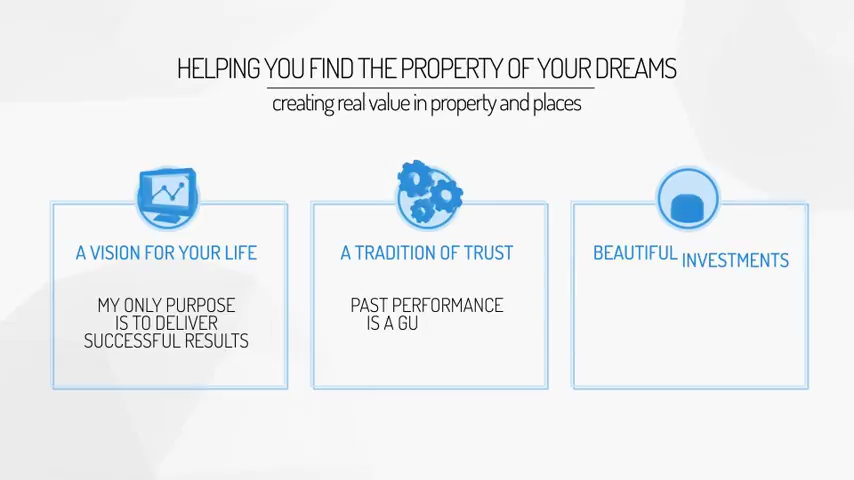 HELPING YOU FIND THE PROPERTY OF YOUR DREAMS
creating real value in property and places
A VISION FOR YOUR LIFE
MY ONLY PURPOSE
IS TO DELIVER
SUCCESSFUL RESULTS
A TRADITION OF TRUST
PAST PERFORMANCE
IS A GU
BEAUTIFUL INVESTMENTS